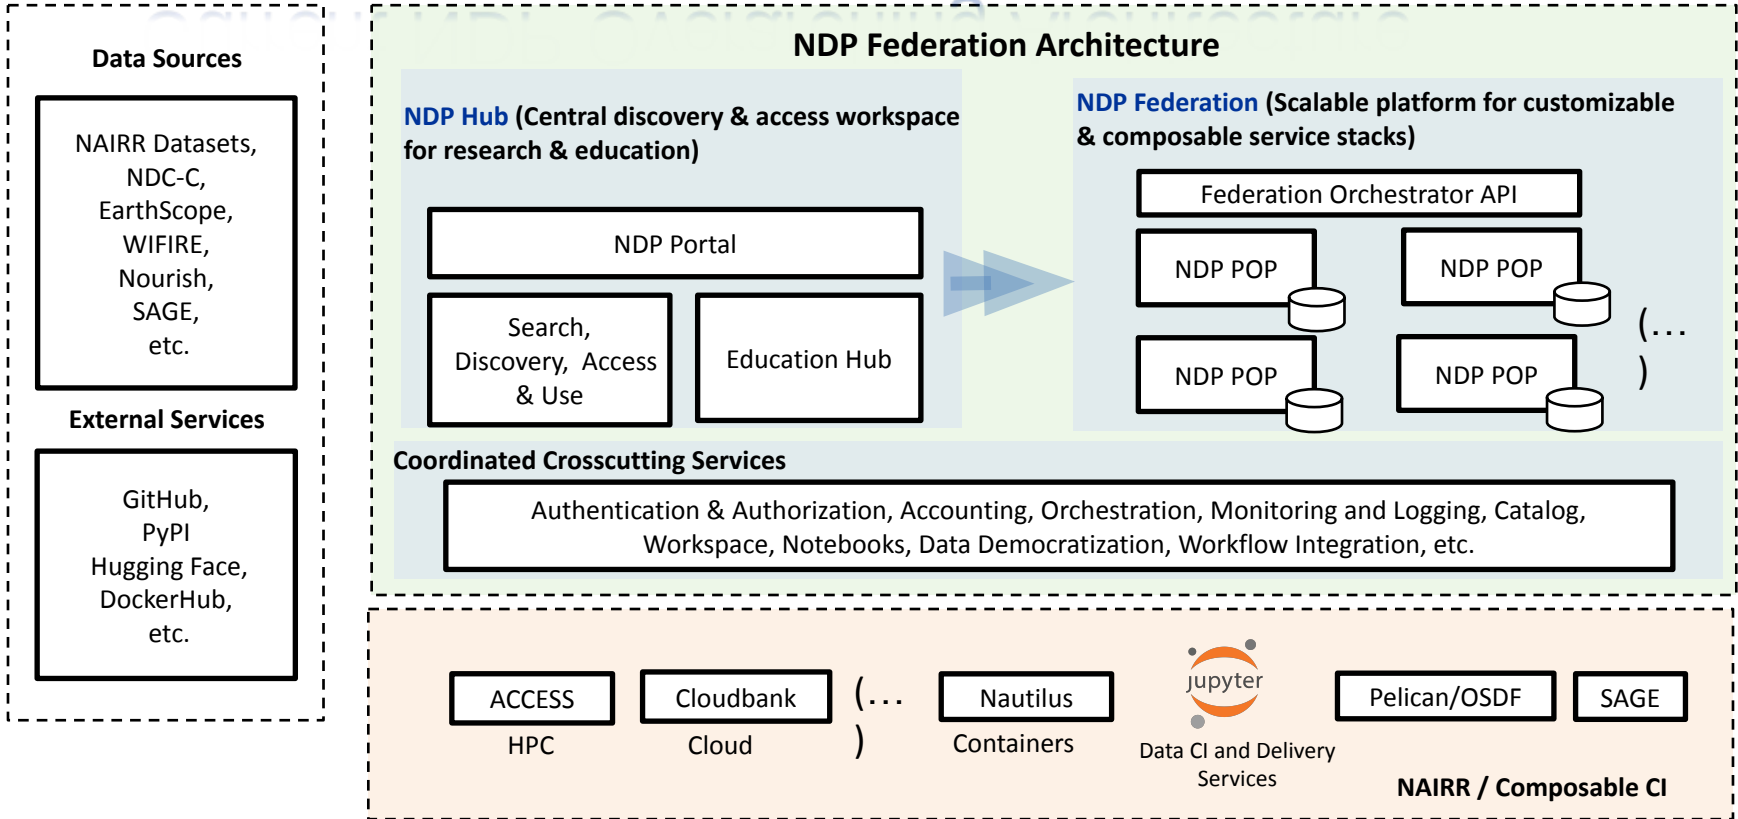 Data Sources
NAIRR Datasets,
NDC-C,
EarthScope,
WIFIRE,
Nourish,
SAGE,
etc.
External Services
GitHub,
PyPI
Hugging Face,
DockerHub,
etc.
NDP Federation Architecture
NDP Hub (Central discovery & access workspace
for research & education)
NDP Portal
Search,
Discovery, Access
& Use
Education Hub
NDP Federation (Scalable platform for customizable
& composable service stacks)
Federation Orchestrator API
NDP POP
NDP POP
NDP POP
NDP POP
(...
)
Coordinated Crosscutting Services
Authentication & Authorization, Accounting, Orchestration, Monitoring and Logging, Catalog,
Workspace, Notebooks, Data Democratization, Workflow Integration, etc.
ACCESS
HPC
Cloudbank
Cloud
(...
)
Nautilus
Containers
jupyter
Data CI and Delivery
Services
Pelican/OSDF
SAGE
NAIRR / Composable CI